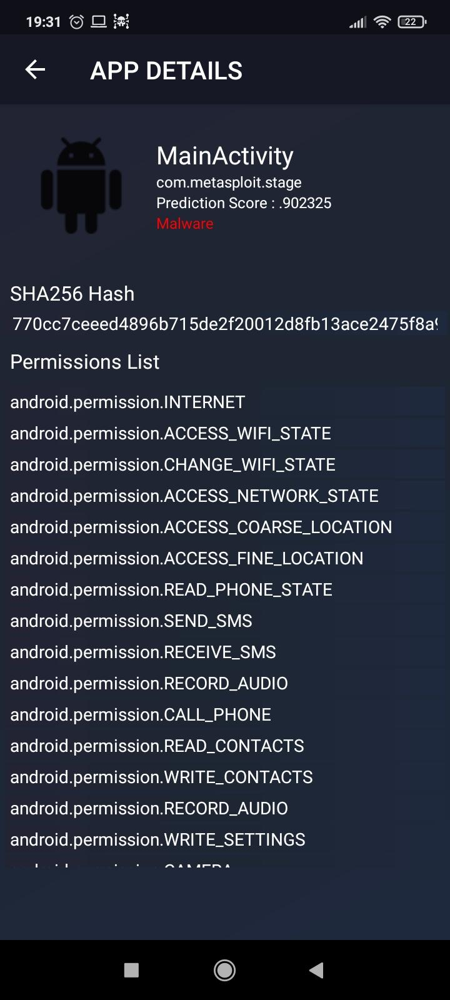 19:31
22
APP DETAILS
MainActivity
com.metasploit.stage
Prediction Score : .902325
Malware
SHA256 Hash
770cc7ceeed4896b715de2f20012d8fb13ace2475f8a
Permissions List
android.permission.INTERNET
android.permission.ACCESS_WIFI_STATE
android.permission.CHANGE_WIFI_STATE
android.permission.ACCESS_NETWORK_STATE
android.permission.ACCESS_COARSE_LOCATION
android.permission.ACCESS_FINE_LOCATION
android.permission.READ_PHONE_STATE
android.permission.SEND_SMS
android.permission.RECEIVE_SMS
android.permission.RECORD_AUDIO
android.permission.CALL_PHONE
android.permission.READ_CONTACTS
android.permission.WRITE_CONTACTS
android.permission.RECORD_AUDIO
android.permission.WRITE_SETTINGS
android.permission.CAMERA